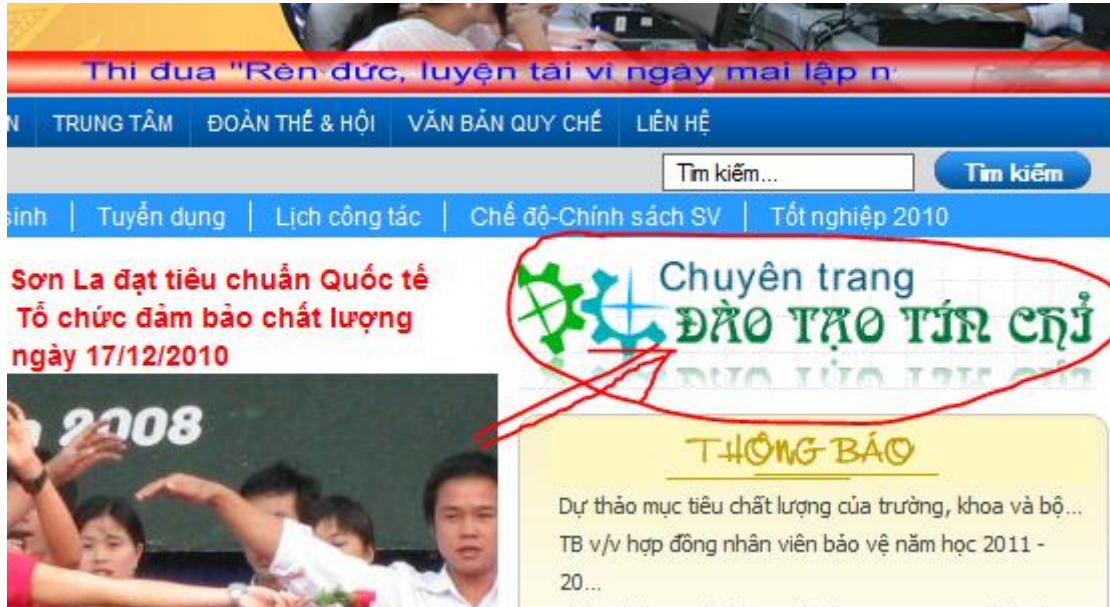 Thi đua "Rèn đức, luyện tài vì ngày mai lập n
N TRUNG TÂM ĐOÀN THỂ & HỘI VĂN BẢN QUY CHẾ LIÊN HỆ
Tìm kiếm... Tìm kiếm
sinh | Tuyển dụng | Lịch công tác | Chế độ-Chính sách SV | Tốt nghiệp 2010
Sơn La đạt tiêu chuẩn Quốc tế
Tổ chức đảm bảo chất lượng
ngày 17/12/2010
Chuyên trang
ĐÀO TẠO TÍN CHỈ
2008
THÔNG BÁO
Dự thảo mục tiêu chất lượng của trường, khoa và bộ...
TB v/v hợp đồng nhân viên bảo vệ năm học 2011 -
20...